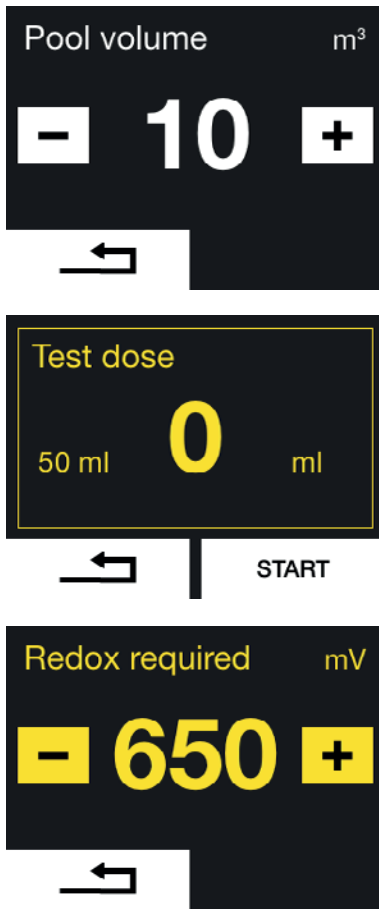 Pool volume m³
− 10 +
Test dose
50 ml 0 ml
START
Redox required mV
− 650 +